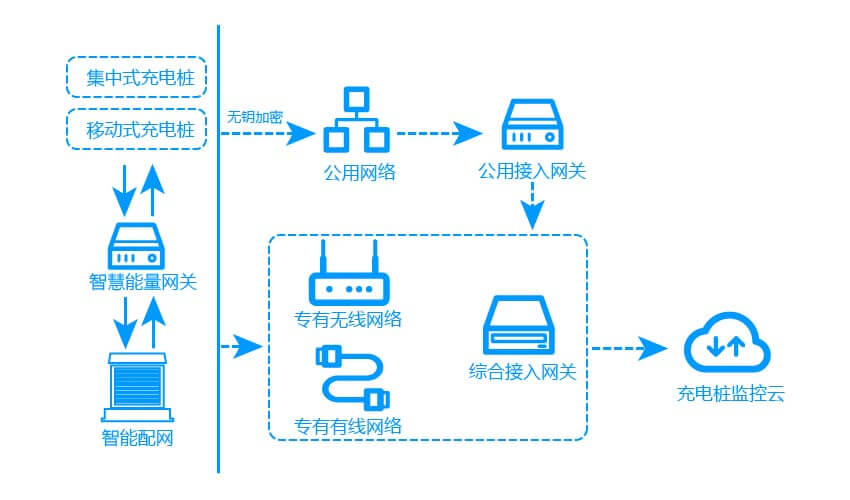 集中式充电桩
移动式充电桩
智慧能量网关
智能配网
无钥加密
公用网络
公用接入网关
专有无线网络
专有有线网络
综合接入网关
充电桩监控云